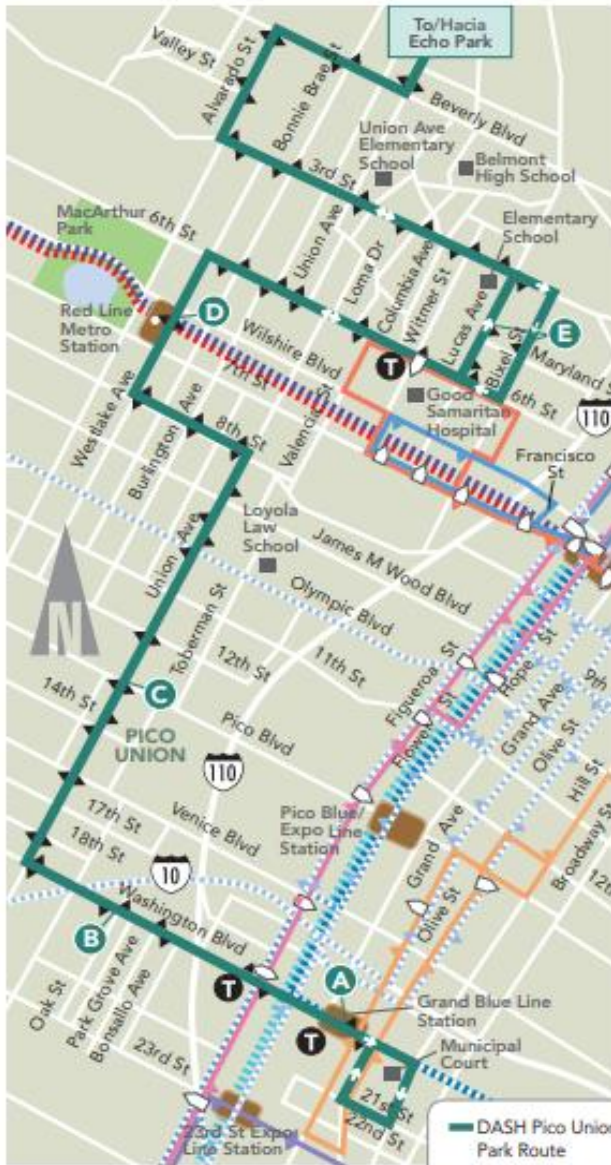 To/Hacia
Echo Park
Valley St
Alvarado St
Bonnie Brae St
Beverly Blvd
Union Ave
Elementary
School
Belmont
High School
3rd St
MacArthur
Park
6th St
Union Ave
Loma Dr
Columbia Ave
Witmer St
Elementary
School
Lucas Ave
Bixel St
E
Maryland St
D
Red Line
Metro
Station
Wilshire Blvd
7th St
T
Good
Samaritan
Hospital
6th St
110
Westlake Ave
Burlington Ave
8th St
Valencia St
Francisco
St
Loyola
Law
School
James M Wood Blvd
Union Ave
Olympic Blvd
N
Toberman St
12th St
11th St
Figueroa St
Flower St
Hope St
Grand Ave
Olive St
9th
C
14th St
PICO
UNION
Pico Blvd
110
Hill St
Broadway St
17th St
18th St
Venice Blvd
Pico Blue/
Expo Line
Station
Grand Ave
Olive St
10
B
Washington Blvd
Oak St
Park Grove Ave
Bonsallo Ave
T
A
Grand Blue Line
Station
T
23rd St
Municipal
Court
21st St
22nd St
23rd St Expo
Line Station
DASH Pico Union
Park Route